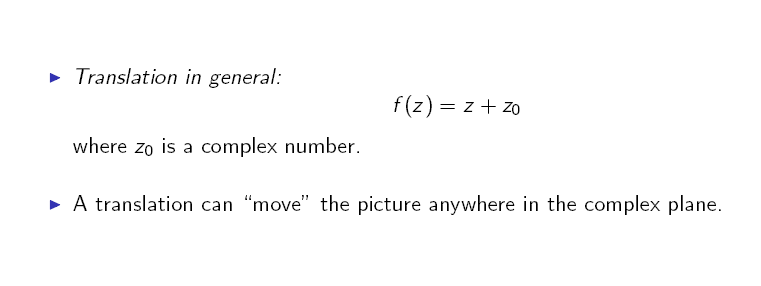 ▶ Translation in general:
f(z) = z + z₀
where z₀ is a complex number.
▶ A translation can “move” the picture anywhere in the complex plane.